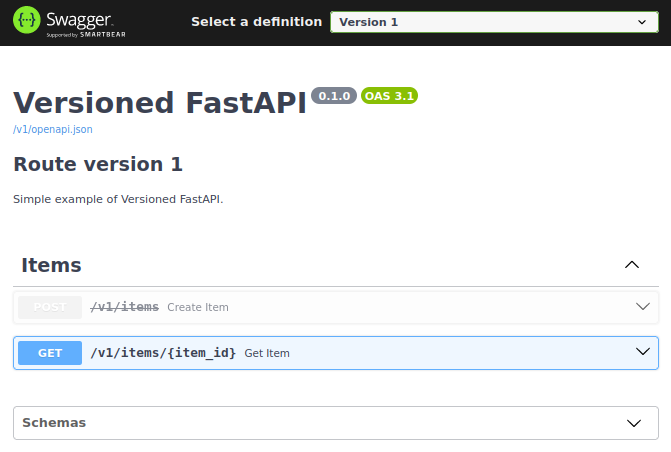 Swagger.
Supported by SMARTBEAR
Select a definition
Version 1
Versioned FastAPI 0.1.0 OAS 3.1
/v1/openapi.json
Route version 1
Simple example of Versioned FastAPI.
Items
POST /v1/items Create Item
GET /v1/items/{item_id} Get Item
Schemas